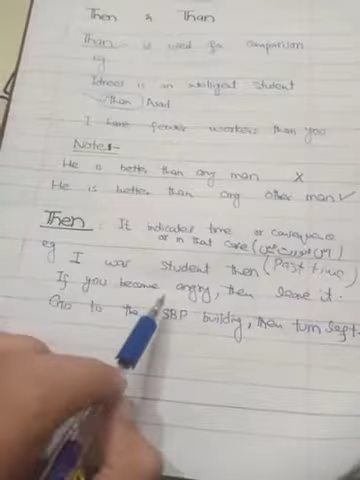 Then & Than
Than is used for comparison
eg
Idrees is an intelligent student
than Asad
I have fewer workers than you
Note:-
He is better than any man ×
He is better than any other man ✓
Then : It indicates time or consequence
or in that case (اس صورت میں)
eg I was student then (Past time)
If you become angry, then leave it.
Go to the SBP building, then turn left